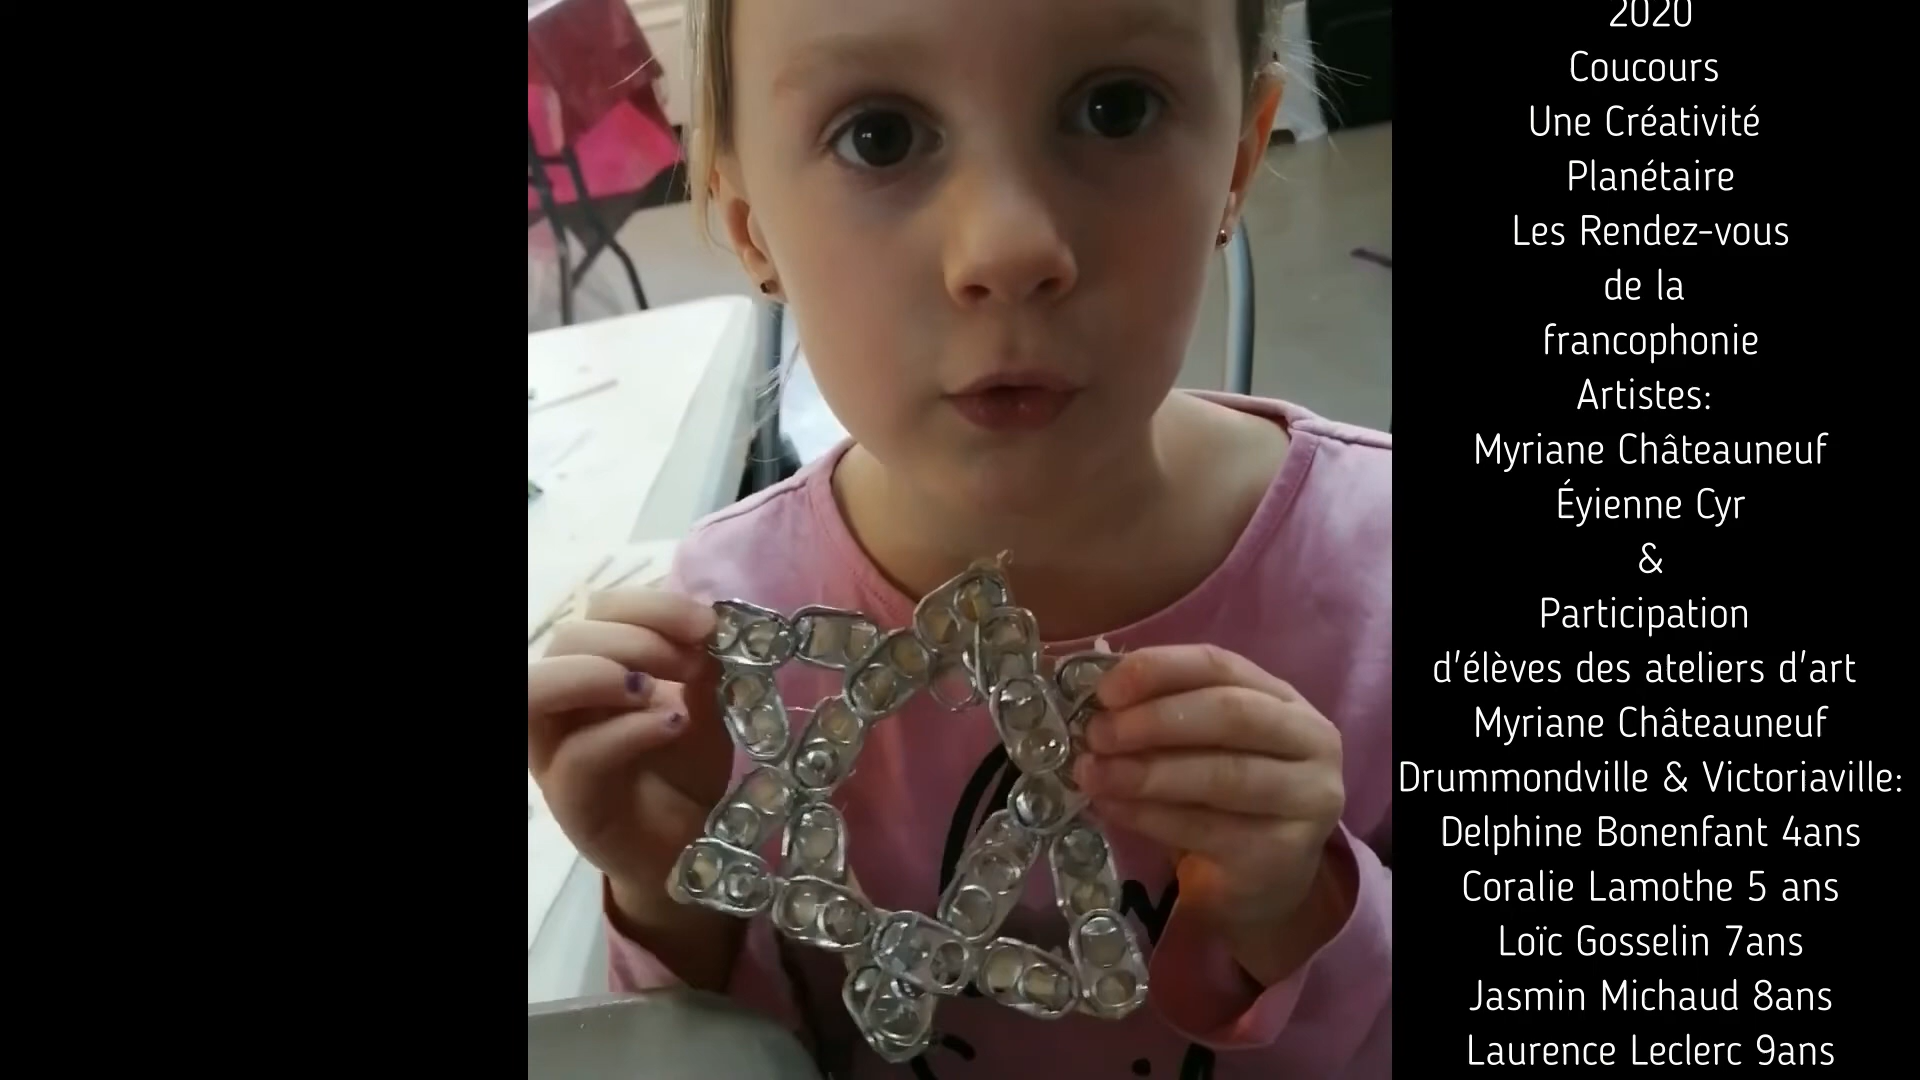 2020
Coucours
Une Créativité
Planétaire
Les Rendez-vous
de la
francophonie
Artistes:
Myriane Châteauneuf
Éyienne Cyr
&
Participation
d'élèves des ateliers d'art
Myriane Châteauneuf
Drummondville & Victoriaville:
Delphine Bonenfant 4ans
Coralie Lamothe 5 ans
Loïc Gosselin 7ans
Jasmin Michaud 8ans
Laurence Leclerc 9ans